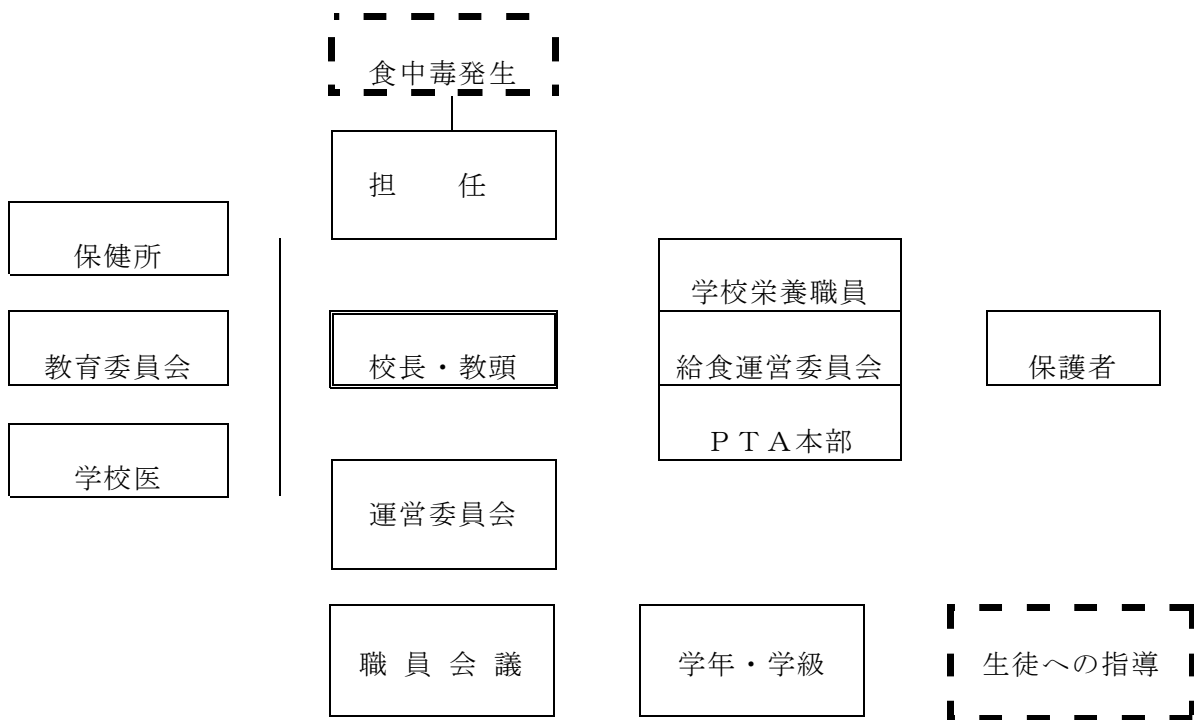 食中毒発生
担　　任
保健所
学校栄養職員
教育委員会
校長・教頭
給食運営委員会
保護者
ＰＴＡ本部
学校医
運営委員会
職 員 会 議
学年・学級
生徒への指導